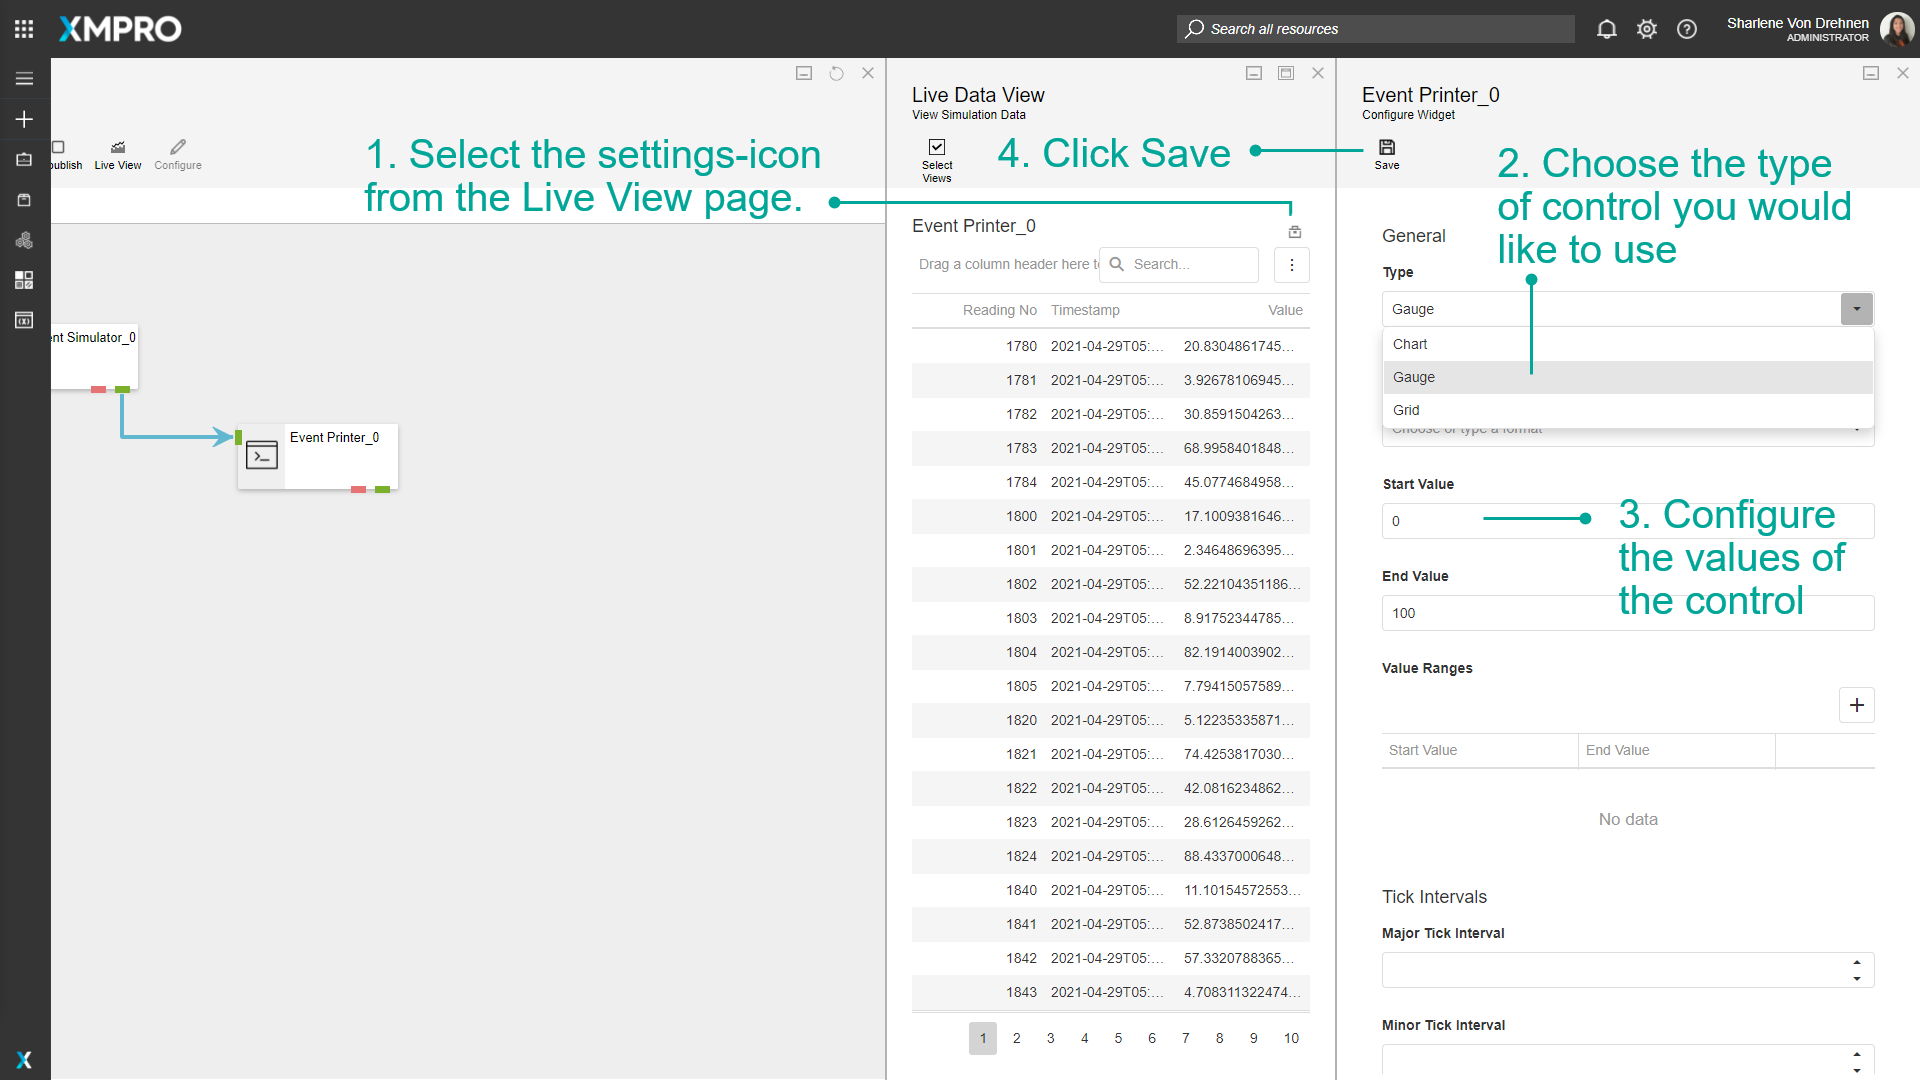 XMPRO
Search all resources
Sharlene Von Drehnen
ADMINISTRATOR
ublish
Live View
Configure
1. Select the settings-icon
from the Live View page.
nt Simulator_0
Event Printer_0
Live Data View
View Simulation Data
Select
Views
4. Click Save
Event Printer_0
Drag a column header here t
Search...
Reading No Timestamp Value
1780 2021-04-29T05:... 20.8304861745...
1781 2021-04-29T05:... 3.92678106945...
1782 2021-04-29T05:... 30.8591504263...
1783 2021-04-29T05:... 68.9958401848...
1784 2021-04-29T05:... 45.0774684958...
1800 2021-04-29T05:... 17.1009381646...
1801 2021-04-29T05:... 2.34648696395...
1802 2021-04-29T05:... 52.22104351186...
1803 2021-04-29T05:... 8.91752344785...
1804 2021-04-29T05:... 82.1914003902...
1805 2021-04-29T05:... 7.79415057589...
1820 2021-04-29T05:... 5.12235335871...
1821 2021-04-29T05:... 74.4253817030...
1822 2021-04-29T05:... 42.0816234862...
1823 2021-04-29T05:... 28.6126459262...
1824 2021-04-29T05:... 88.4337000648...
1840 2021-04-29T05:... 11.10154572553...
1841 2021-04-29T05:... 52.8738502417...
1842 2021-04-29T05:... 57.3320788365...
1843 2021-04-29T05:... 4.708311322474...
1 2 3 4 5 6 7 8 9 10
Event Printer_0
Configure Widget
Save
2. Choose the type
of control you would
like to use
General
Type
Gauge
Chart
Gauge
Grid
Choose or type a format
Start Value
0
3. Configure
the values of
the control
End Value
100
Value Ranges
Start Value End Value
No data
Tick Intervals
Major Tick Interval
Minor Tick Interval